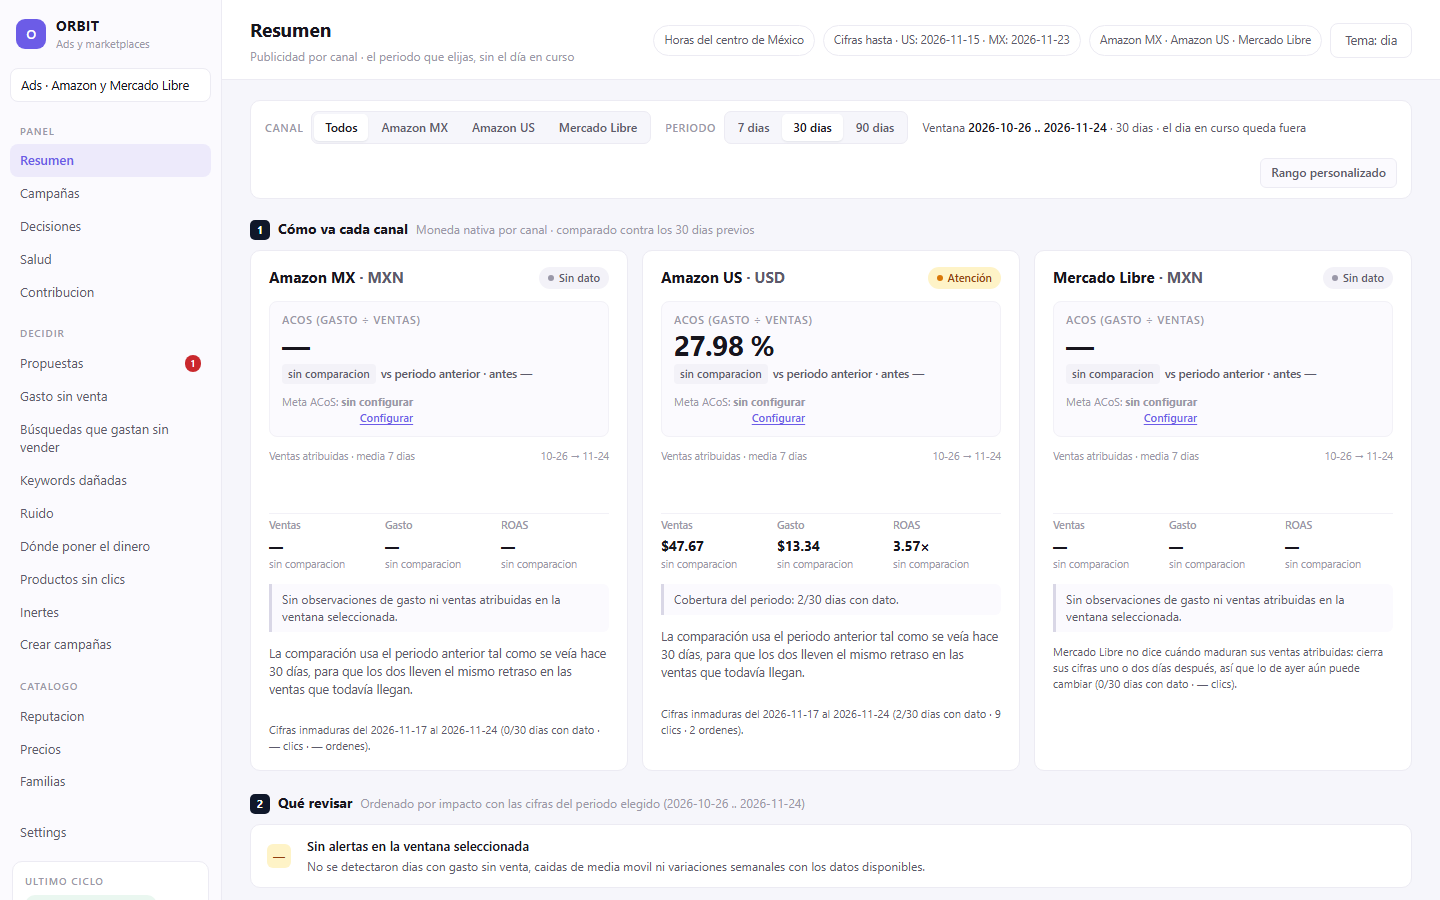 O
ORBIT
Ads y marketplaces
Ads · Amazon y Mercado Libre
PANEL
Resumen
Campañas
Decisiones
Salud
Contribucion
DECIDIR
Propuestas 1
Gasto sin venta
Búsquedas que gastan sin
vender
Keywords dañadas
Ruido
Dónde poner el dinero
Productos sin clics
Inertes
Crear campañas
CATALOGO
Reputacion
Precios
Familias
Settings
ULTIMO CICLO
Resumen
Publicidad por canal · el periodo que elijas, sin el día en curso
Horas del centro de México
Cifras hasta · US: 2026-11-15 · MX: 2026-11-23
Amazon MX · Amazon US · Mercado Libre
Tema: dia
CANAL Todos Amazon MX Amazon US Mercado Libre PERIODO 7 dias 30 dias 90 dias Ventana 2026-10-26 .. 2026-11-24 · 30 dias · el dia en curso queda fuera
Rango personalizado
1 Cómo va cada canal Moneda nativa por canal · comparado contra los 30 dias previos
Amazon MX · MXN Sin dato
ACOS (GASTO ÷ VENTAS)
—
sin comparacion vs periodo anterior · antes —
Meta ACoS: sin configurar
Configurar
Ventas atribuidas · media 7 dias 10-26 → 11-24
Ventas Gasto ROAS
— — —
sin comparacion sin comparacion sin comparacion
Sin observaciones de gasto ni ventas atribuidas en la
ventana seleccionada.
La comparación usa el periodo anterior tal como se veía hace
30 días, para que los dos lleven el mismo retraso en las
ventas que todavía llegan.
Cifras inmaduras del 2026-11-17 al 2026-11-24 (0/30 dias con dato ·
— clics · — ordenes).
Amazon US · USD Atención
ACOS (GASTO ÷ VENTAS)
27.98 %
sin comparacion vs periodo anterior · antes —
Meta ACoS: sin configurar
Configurar
Ventas atribuidas · media 7 dias 10-26 → 11-24
Ventas Gasto ROAS
$47.67 $13.34 3.57×
sin comparacion sin comparacion sin comparacion
Cobertura del periodo: 2/30 dias con dato.
La comparación usa el periodo anterior tal como se veía hace
30 días, para que los dos lleven el mismo retraso en las
ventas que todavía llegan.
Cifras inmaduras del 2026-11-17 al 2026-11-24 (2/30 dias con dato · 9
clics · 2 ordenes).
Mercado Libre · MXN Sin dato
ACOS (GASTO ÷ VENTAS)
—
sin comparacion vs periodo anterior · antes —
Meta ACoS: sin configurar
Configurar
Ventas atribuidas · media 7 dias 10-26 → 11-24
Ventas Gasto ROAS
— — —
sin comparacion sin comparacion sin comparacion
Sin observaciones de gasto ni ventas atribuidas en la
ventana seleccionada.
Mercado Libre no dice cuándo maduran sus ventas atribuidas: cierra
sus cifras uno o dos días después, así que lo de ayer aún puede
cambiar (0/30 dias con dato · — clics).
2 Qué revisar Ordenado por impacto con las cifras del periodo elegido (2026-10-26 .. 2026-11-24)
— Sin alertas en la ventana seleccionada
No se detectaron dias con gasto sin venta, caidas de media movil ni variaciones semanales con los datos disponibles.